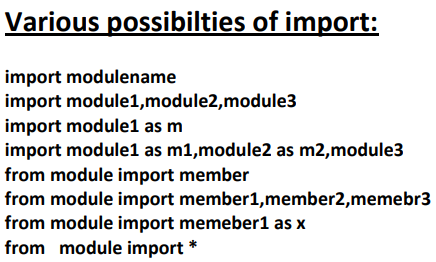 Various possibilties of import:
import modulename
import module1,module2,module3
import module1 as m
import module1 as m1,module2 as m2,module3
from module import member
from module import member1,member2,memebr3
from module import memeber1 as x
from module import *